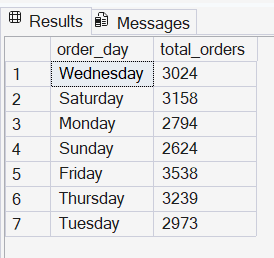 Results Messages
order_day total_orders
1 Wednesday 3024
2 Saturday 3158
3 Monday 2794
4 Sunday 2624
5 Friday 3538
6 Thursday 3239
7 Tuesday 2973